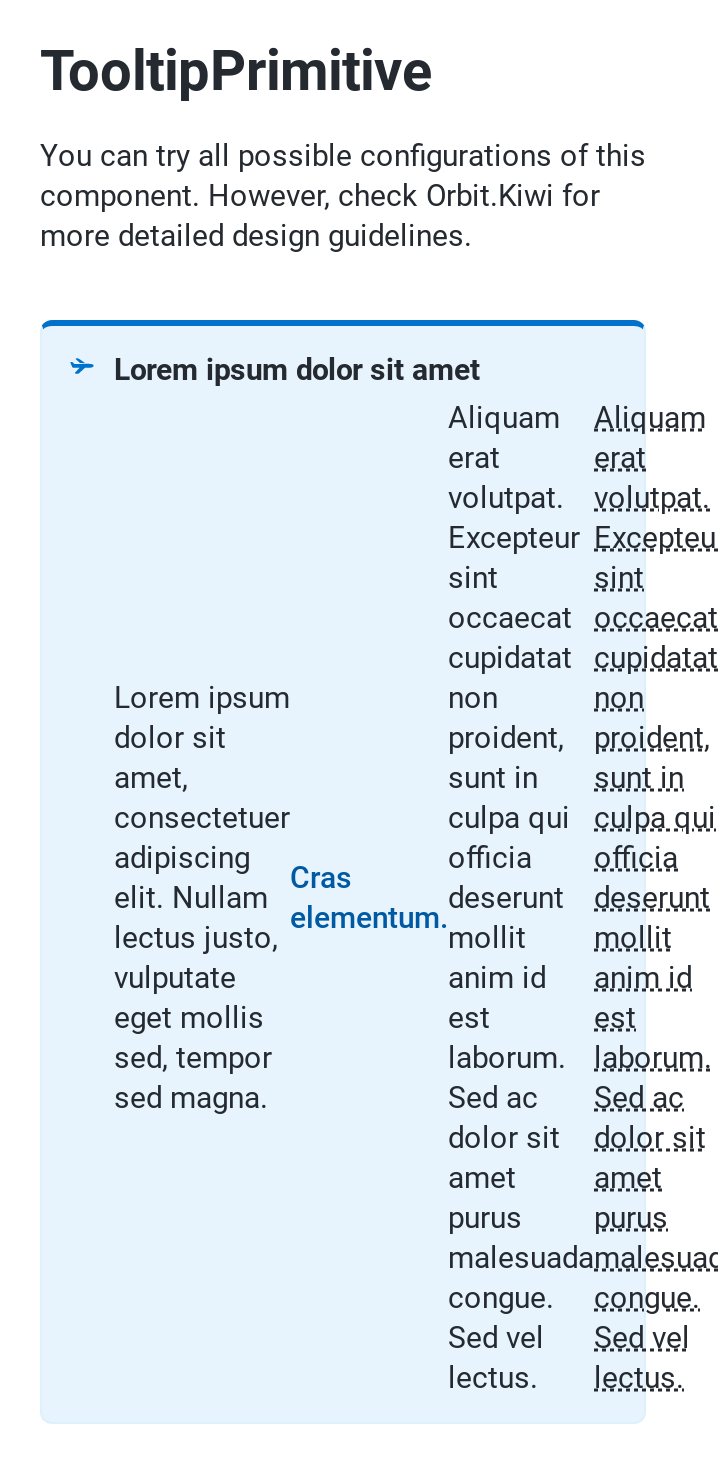 TooltipPrimitive
You can try all possible configurations of this
component. However, check Orbit.Kiwi for
more detailed design guidelines.
Lorem ipsum dolor sit amet
Lorem ipsum
dolor sit
amet,
consectetuer
adipiscing
elit. Nullam
lectus justo,
vulputate
eget mollis
sed, tempor
sed magna.
Cras
elementum.
Aliquam
erat
volutpat.
Excepteur
sint
occaecat
cupidatat
non
proident,
sunt in
culpa qui
officia
deserunt
mollit
anim id
est
laborum.
Sed ac
dolor sit
amet
purus
malesuada
congue.
Sed vel
lectus.
Aliquam
erat
volutpat.
Excepteu
sint
occaecat
cupidatat
non
proident,
sunt in
culpa qui
officia
deserunt
mollit
anim id
est
laborum.
Sed ac
dolor sit
amet
purus
malesuad
congue.
Sed vel
lectus.